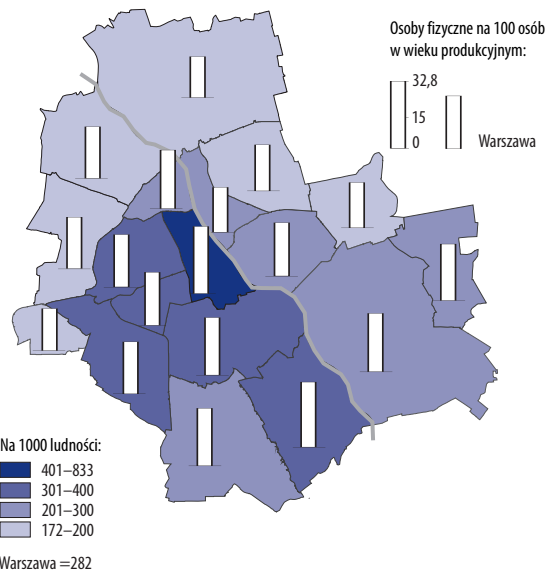 Osoby fizyczne na 100 osób
w wieku produkcyjnym:
32,8
15
0
Warszawa
Na 1000 ludności:
401–833
301–400
201–300
172–200
Warszawa =282